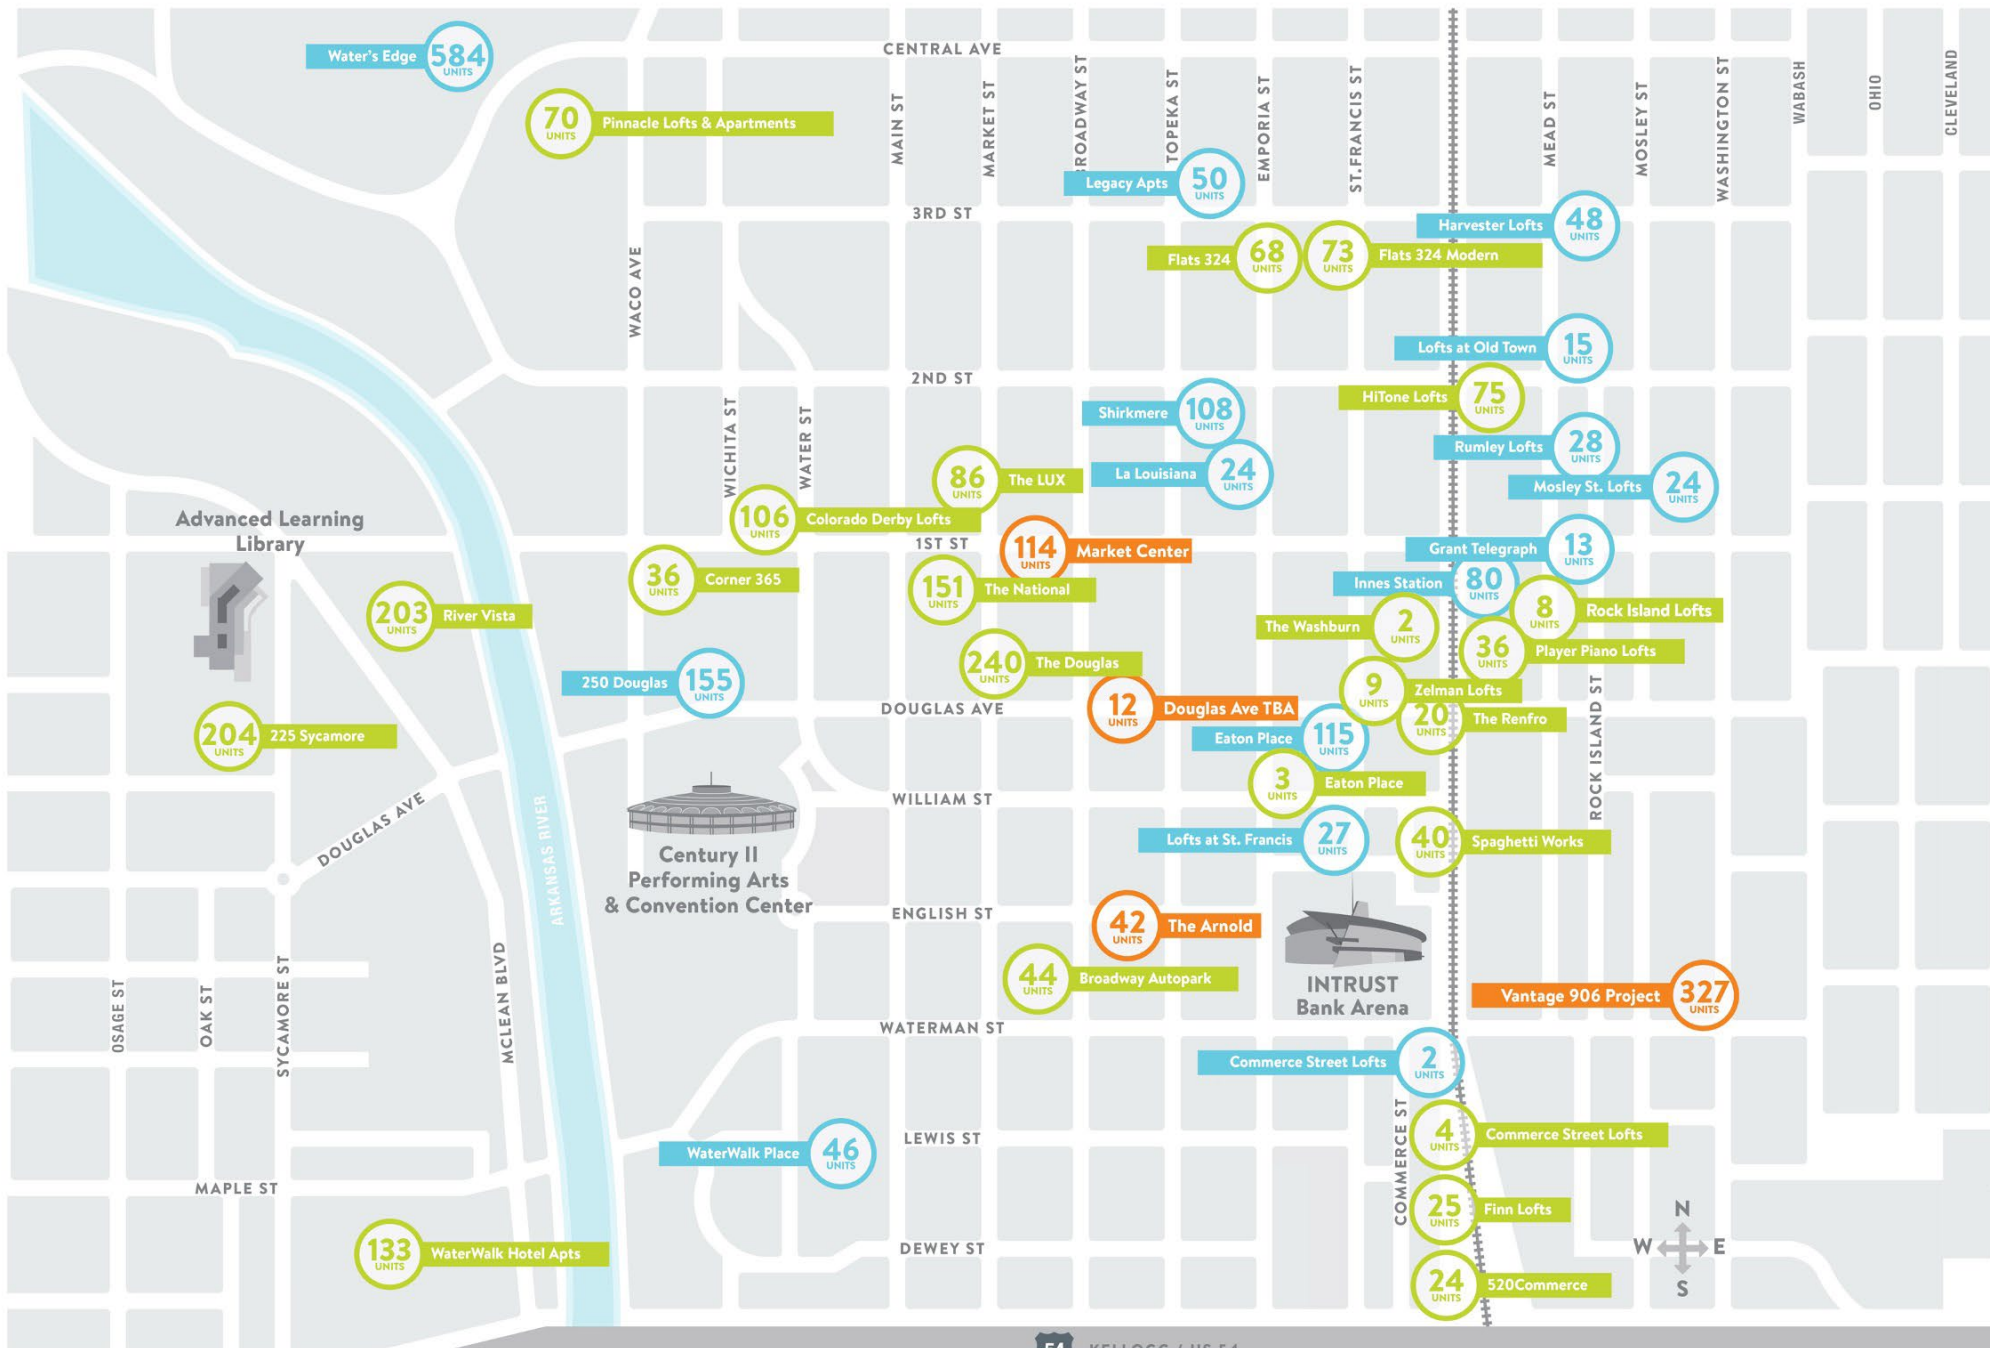 CENTRAL AVE
Water's Edge 584 UNITS
70 UNITS Pinnacle Lofts & Apartments
MAIN ST
MARKET ST
BROADWAY ST
TOPEKA ST
EMPORIA ST
ST.FRANCIS ST
MEAD ST
MOSLEY ST
WASHINGTON ST
WABASH
OHIO
CLEVELAND
Legacy Apts 50 UNITS
3RD ST
Harvester Lofts 48 UNITS
Flats 324 68 UNITS
73 UNITS Flats 324 Modern
WACO AVE
Lofts at Old Town 15 UNITS
2ND ST
HiTone Lofts 75 UNITS
Shirkmere 108 UNITS
WICHITA ST
WATER ST
Rumley Lofts 28 UNITS
La Louisiana 24 UNITS
86 UNITS The LUX
Mosley St. Lofts 24 UNITS
106 UNITS Colorado Derby Lofts
Advanced Learning
Library
1ST ST
114 UNITS Market Center
Grant Telegraph 13 UNITS
36 UNITS Corner 365
Innes Station 80 UNITS
151 UNITS The National
203 UNITS River Vista
8 UNITS Rock Island Lofts
The Washburn 2 UNITS
36 UNITS Player Piano Lofts
240 UNITS The Douglas
250 Douglas 155 UNITS
9 UNITS Zelman Lofts
DOUGLAS AVE
12 UNITS Douglas Ave TBA
20 UNITS The Renfro
204 UNITS 225 Sycamore
Eaton Place 115 UNITS
ROCK ISLAND ST
3 UNITS Eaton Place
WILLIAM ST
DOUGLAS AVE
ARKANSAS RIVER
Century II
Performing Arts
& Convention Center
Lofts at St. Francis 27 UNITS
40 UNITS Spaghetti Works
ENGLISH ST
42 UNITS The Arnold
44 UNITS Broadway Autopark
INTRUST
Bank Arena
Vantage 906 Project 327 UNITS
OSAGE ST
OAK ST
SYCAMORE ST
MCLEAN BLVD
WATERMAN ST
Commerce Street Lofts 2 UNITS
4 UNITS Commerce Street Lofts
LEWIS ST
WaterWalk Place 46 UNITS
COMMERCE ST
MAPLE ST
25 UNITS Finn Lofts
133 UNITS WaterWalk Hotel Apts
DEWEY ST
N
W E
S
24 UNITS 520Commerce
54 KELLOGG / US 54